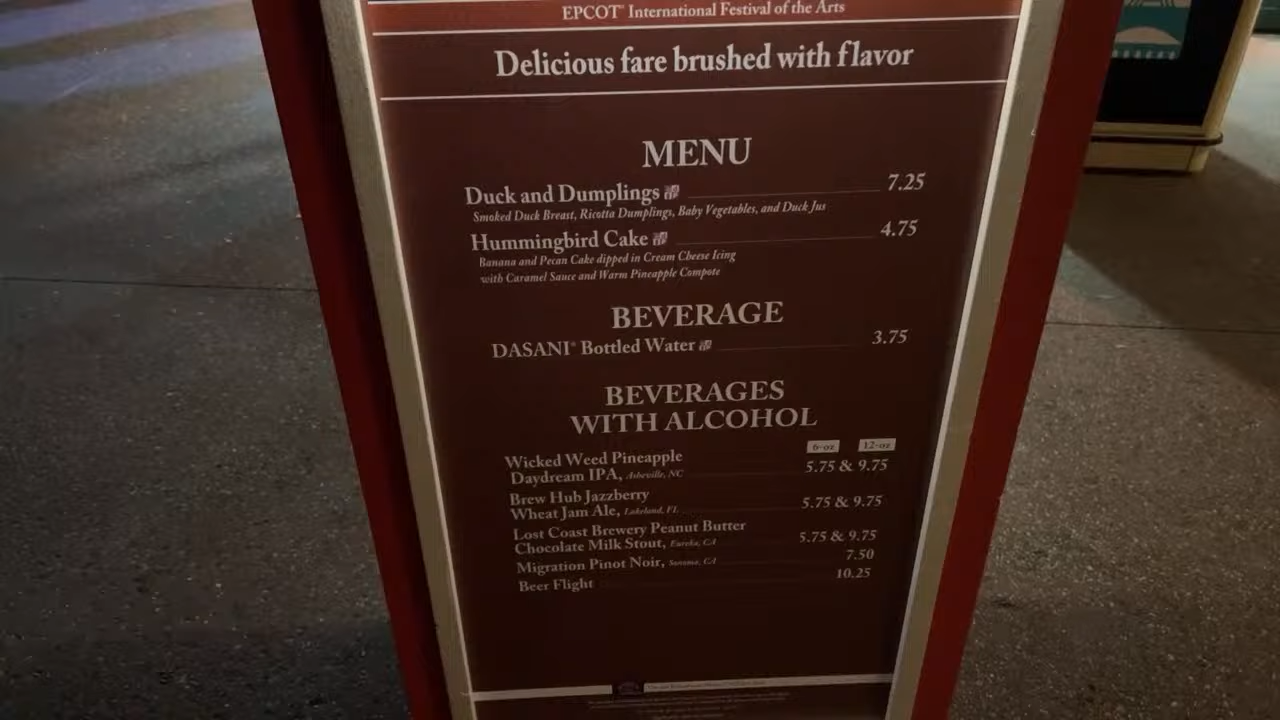 EPCOT® International Festival of the Arts
Delicious fare brushed with flavor
MENU
Duck and Dumplings 7.25
Smoked Duck Breast, Ricotta Dumplings, Baby Vegetables, and Duck Jus
Hummingbird Cake 4.75
Banana and Pecan Cake dipped in Cream Cheese Icing
with Caramel Sauce and Warm Pineapple Compote
BEVERAGE
DASANI® Bottled Water 3.75
BEVERAGES
WITH ALCOHOL
6-oz 12-oz
Wicked Weed Pineapple
Daydream IPA, Asheville, NC 5.75 & 9.75
Brew Hub Jazzberry
Wheat Jam Ale, Lakeland, FL 5.75 & 9.75
Lost Coast Brewery Peanut Butter
Chocolate Milk Stout, Eureka, CA 5.75 & 9.75
Migration Pinot Noir, Sonoma, CA 7.50
Beer Flight 10.25